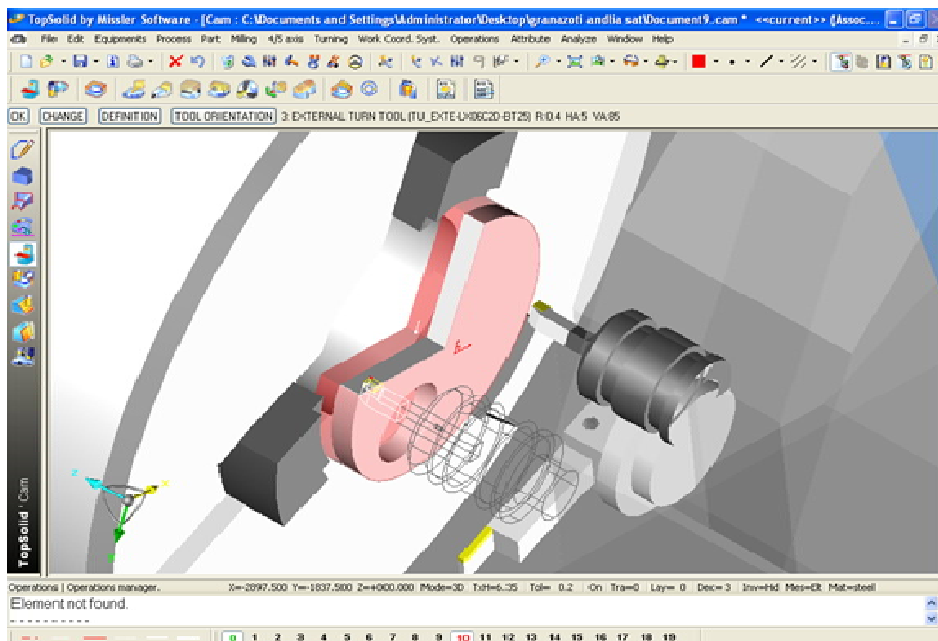 TopSolid by Missler Software - [Cam : C:\Documents and Settings\Administrator\Desktop\granazoti andlia sat\Document9..cam * <<current>> (Assoc....
File Edit Equipments Process Part Milling 4/5 axis Turning Work Coord. Syst. Operations Attribute Analyze Window Help
OK CHANGE DEFINITION TOOL ORIENTATION 3: EXTERNAL TURN TOOL (TU_EXTE-UX06C2D-BT25) R:0.4 HA:5 VA:85
TopSolid'Cam
Operations | Operations manager. X=-2897.500 Y=-1837.500 Z=+0000.000 Mode=3D TxH=6.35 Tol= 0.2 On Tra=0 Lay= 0 Dec=3 Inv=Hid Mes=Elt Mat=steel
Element not found.
- - - - - - - - - -
0 1 2 3 4 5 6 7 8 9 10 11 12 13 14 15 16 17 18 19